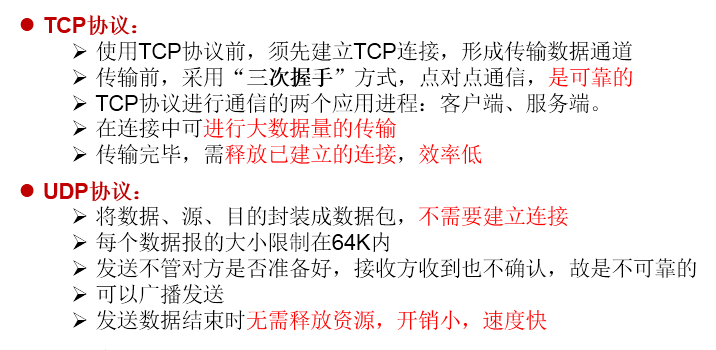 ● TCP协议：
➢ 使用TCP协议前，须先建立TCP连接，形成传输数据通道
➢ 传输前，采用“三次握手”方式，点对点通信，是可靠的
➢ TCP协议进行通信的两个应用进程：客户端、服务端。
➢ 在连接中可进行大数据量的传输
➢ 传输完毕，需释放已建立的连接，效率低
● UDP协议：
➢ 将数据、源、目的封装成数据包，不需要建立连接
➢ 每个数据报的大小限制在64K内
➢ 发送不管对方是否准备好，接收方收到也不确认，故是不可靠的
➢ 可以广播发送
➢ 发送数据结束时无需释放资源，开销小，速度快